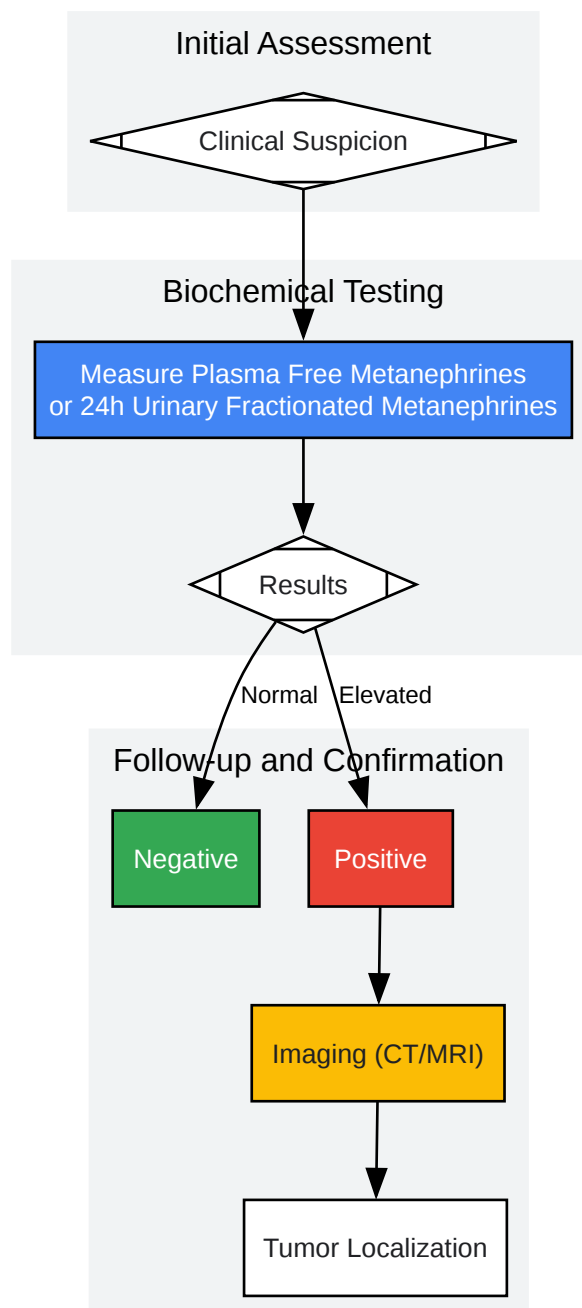 Initial Assessment
Clinical Suspicion
Biochemical Testing
Measure Plasma Free Metanephrines
or 24h Urinary Fractionated Metanephrines
Results
Normal
Elevated
Follow-up and Confirmation
Negative
Positive
Imaging (CT/MRI)
Tumor Localization